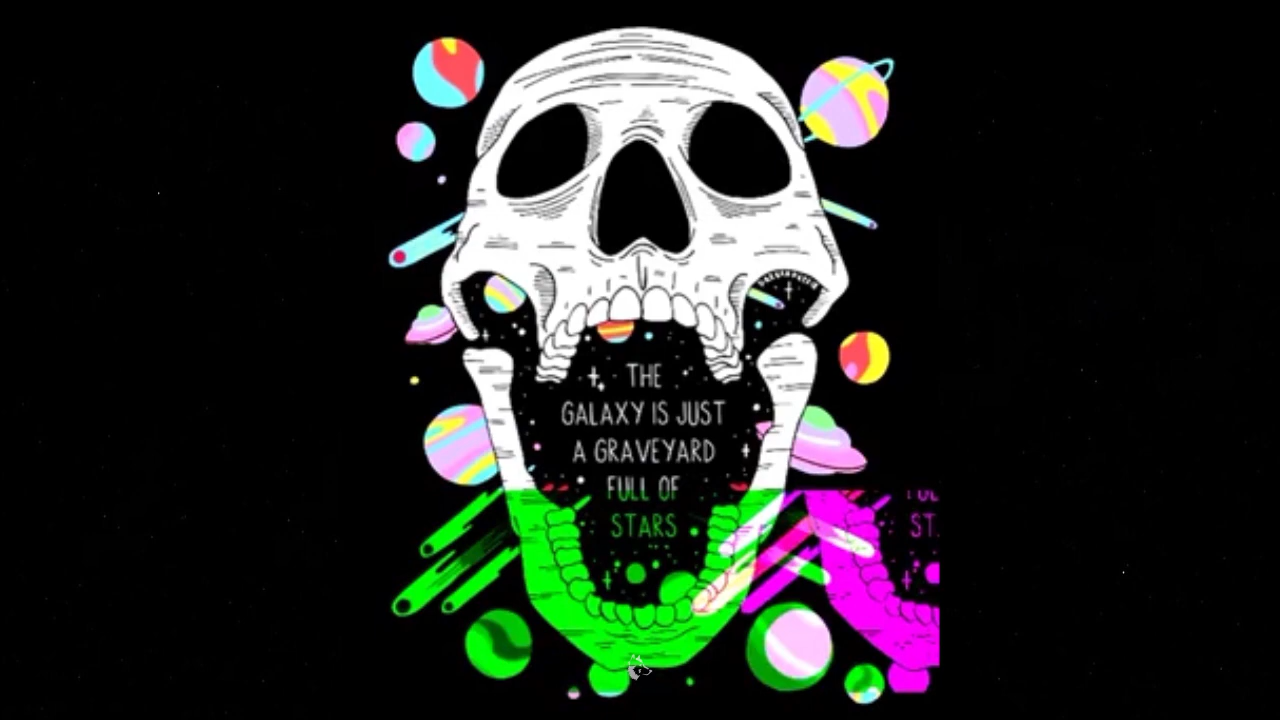 THE
GALAXY IS JUST
A GRAVEYARD
FULL OF
STARS